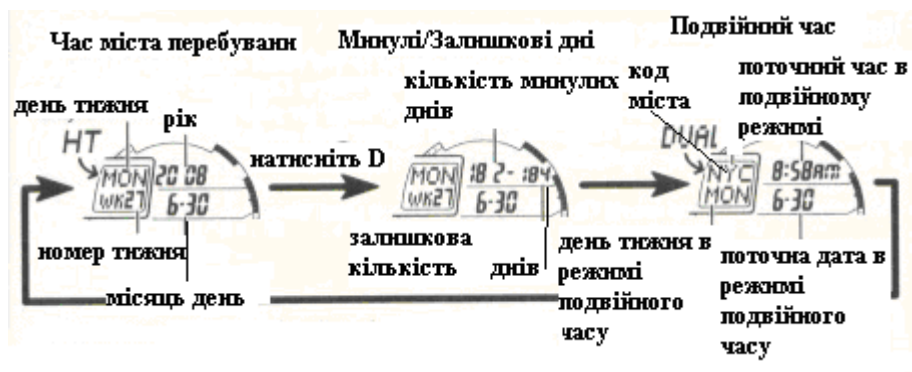 Час міста перебуванн
Минулі/Залишкові дні
Подвійний час
день тижня
рік
HT
MON
WK27
20 08
6-30
номер тижня
місяць день
натисніть D
кількість минулих
днів
MON
WK27
18 2- 184
6-30
залишкова
кількість днів
код
міста
поточний час в
подвійному
режимі
DUAL
NYC
MON
8:58am
6-30
день тижня в
режимі
подвійного
часу
поточна дата в
режимі
подвійного
часу